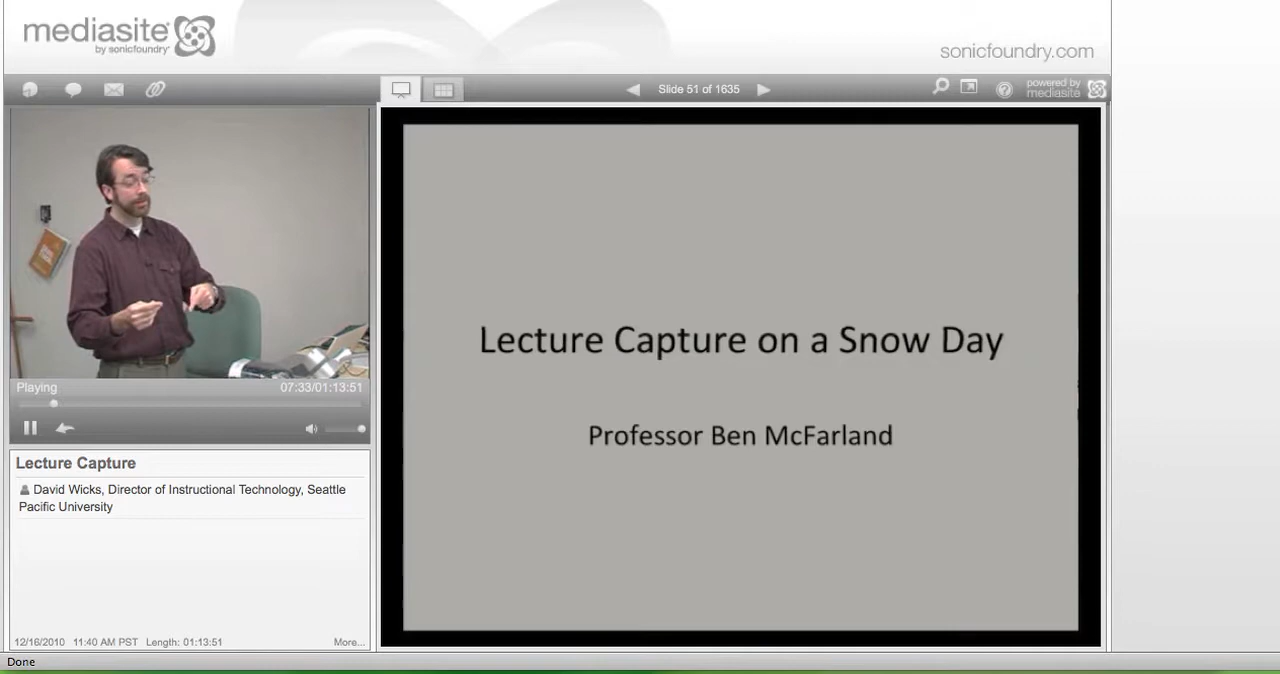 mediasite
by sonicfoundry
sonicfoundry.com
Slide 51 of 1635
powered by
mediasite
Lecture Capture on a Snow Day
Professor Ben McFarland
Playing
07:33/01:13:51
Lecture Capture
David Wicks, Director of Instructional Technology, Seattle
Pacific University
12/16/2010 11:40 AM PST Length: 01:13:51
More...
Done